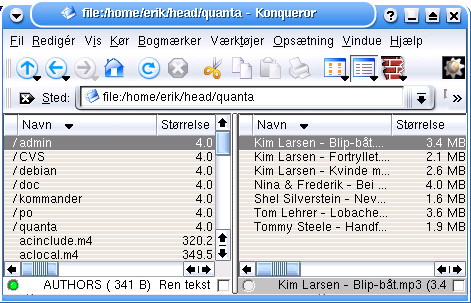 file:/home/erik/head/quanta - Konqueror
Fil Redigér Vis Kør Bogmærker Værktøjer Opsætning Vindue Hjælp
Sted: file:/home/erik/head/quanta
Navn Størrelse
/admin 4.0
/CVS 4.0
/debian 4.0
/doc 4.0
/kommander 4.0
/po 4.0
/quanta 4.0
acinclude.m4 320.2
aclocal.m4 349.5
AUTHORS ( 341 B) Ren tekst
Navn Størrelse
Kim Larsen - Blip-båt.... 3.4 MB
Kim Larsen - Fortryllet.... 2.1 MB
Kim Larsen - Kvinde m... 2.6 MB
Nina & Frederik - Bei ... 4.0 MB
Shel Silverstein - Nev... 1.6 MB
Tom Lehrer - Lobache... 3.6 MB
Tommy Steele - Handf... 1.9 MB
Kim Larsen - Blip-båt.mp3 (3.4